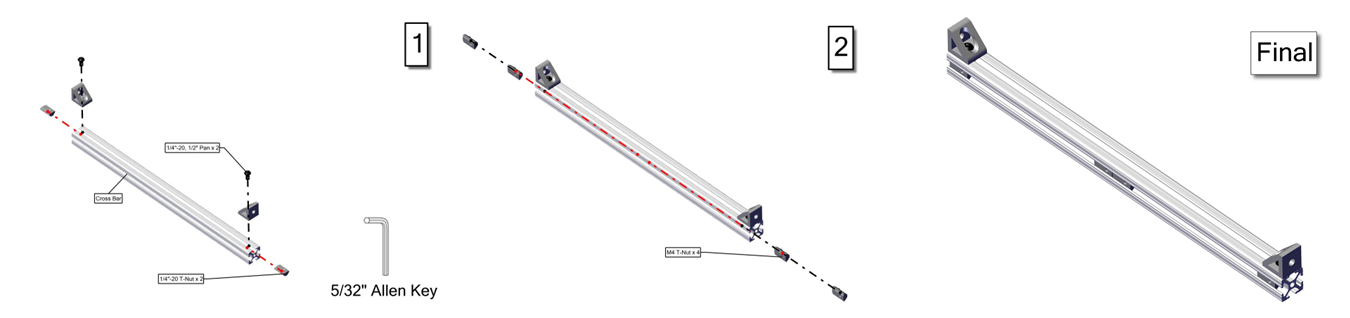 1
1/4"-20, 1/2" Pan x 2
Cross Bar
1/4"-20 T-Nut x 2
5/32" Allen Key
2
M4 T-Nut x 4
Final